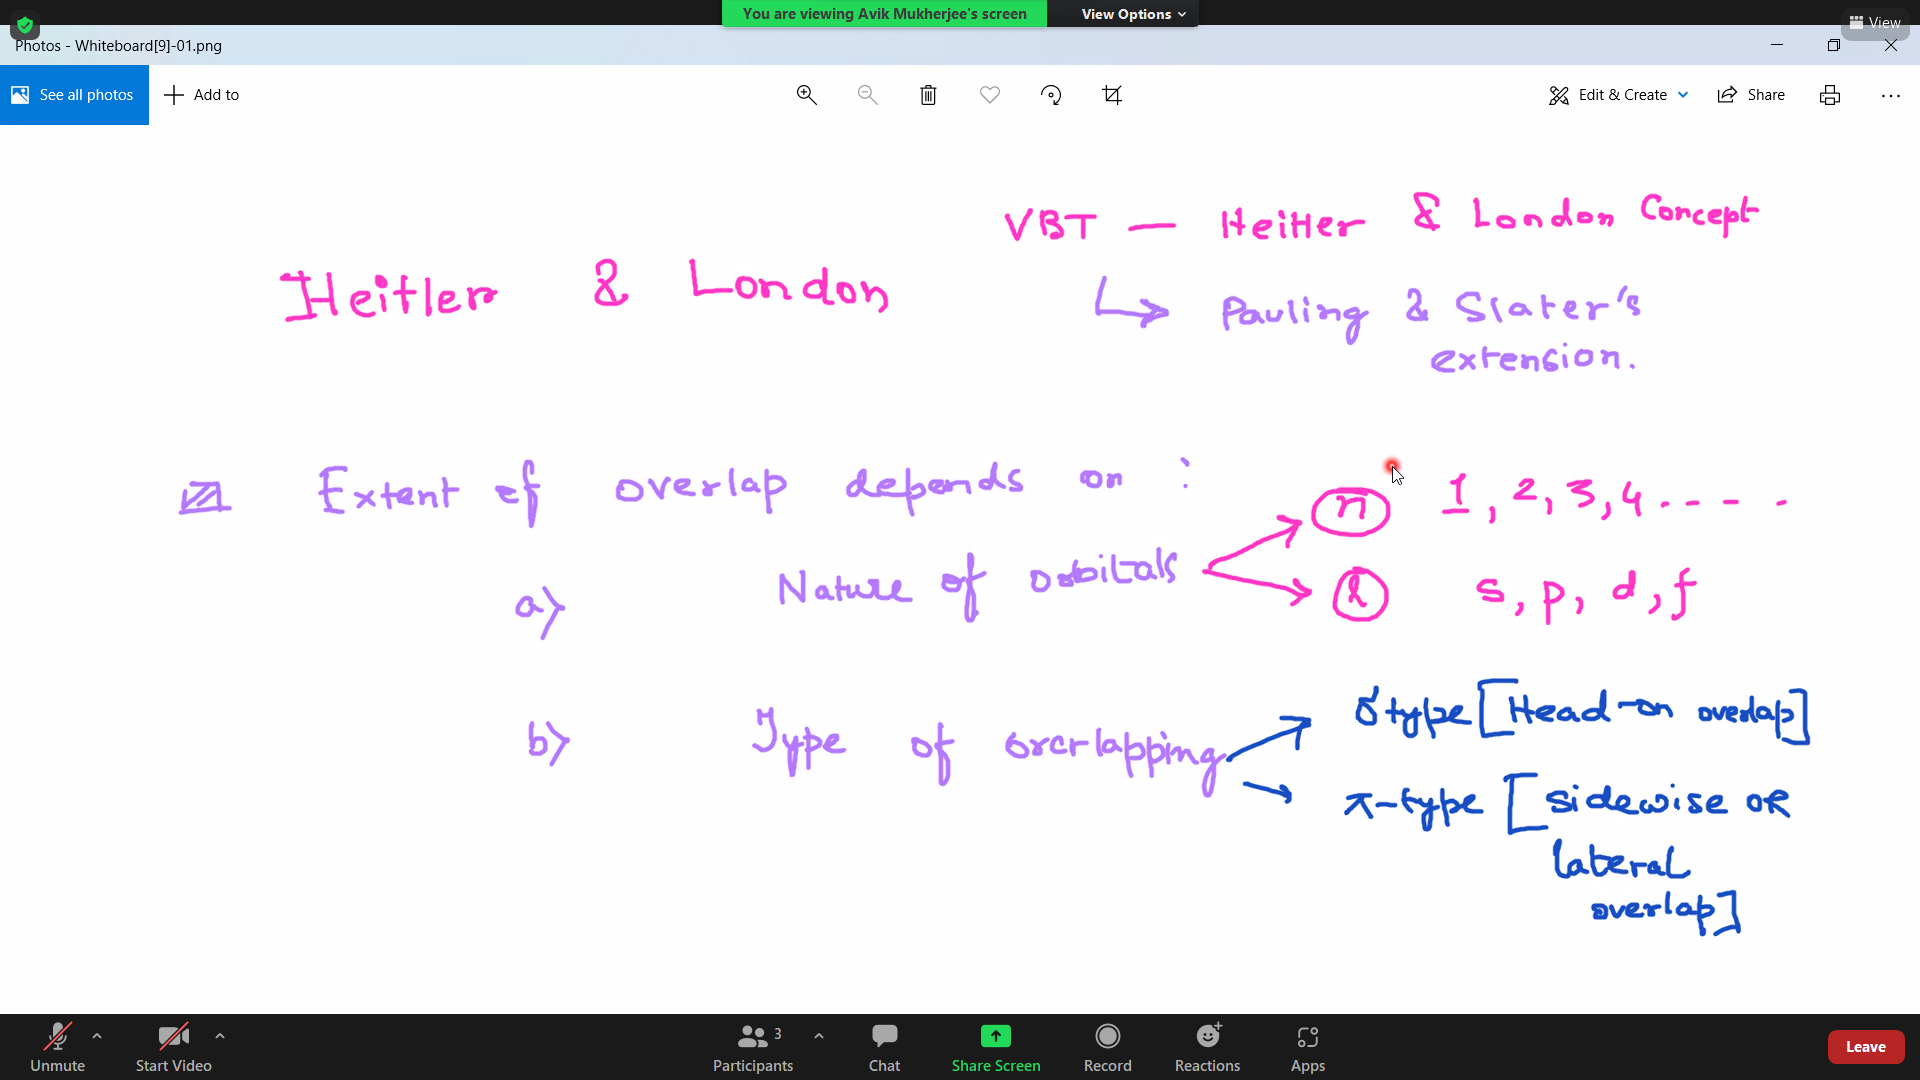 You are viewing Avik Mukherjee's screen
View Options
View
Photos - Whiteboard[9]-01.png
See all photos
Add to
Edit & Create
Share
VBT — Heitler & London Concept
Heitler & London
Pauling & Slater's
extension.
Extent of overlap depends on :
n 1, 2, 3, 4 . - - - .
a) Nature of orbitals
l s, p, d, f
σ type [Head-on overlap]
b) Type of overlapping
π-type [sidewise OR
lateral
overlap]
Unmute
Start Video
Participants
3
Chat
Share Screen
Record
Reactions
Apps
Leave